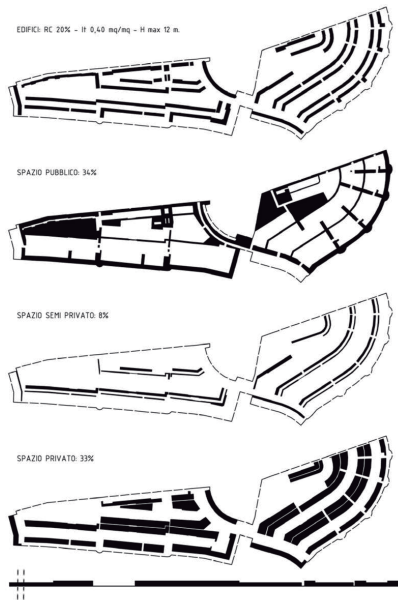 EDIFICI: RC 20% - It 0,40 mq/mq - H max 12 m.
SPAZIO PUBBLICO: 34%
SPAZIO SEMI PRIVATO: 8%
SPAZIO PRIVATO: 33%